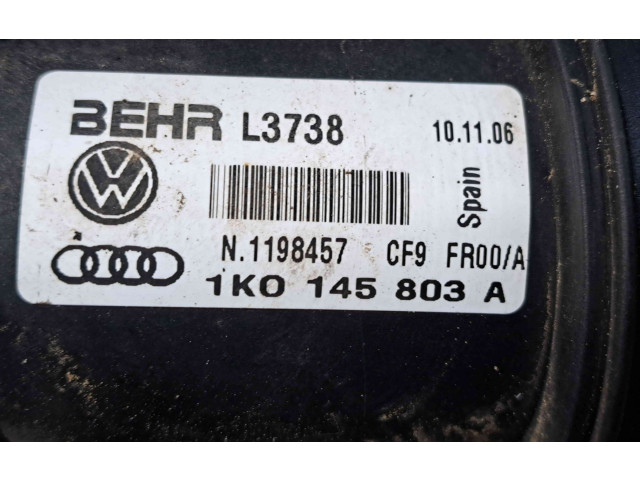 BEHR L3738 10.11.06
Spain
N.1198457 CF9 FR00/A
1K0 145 803 A